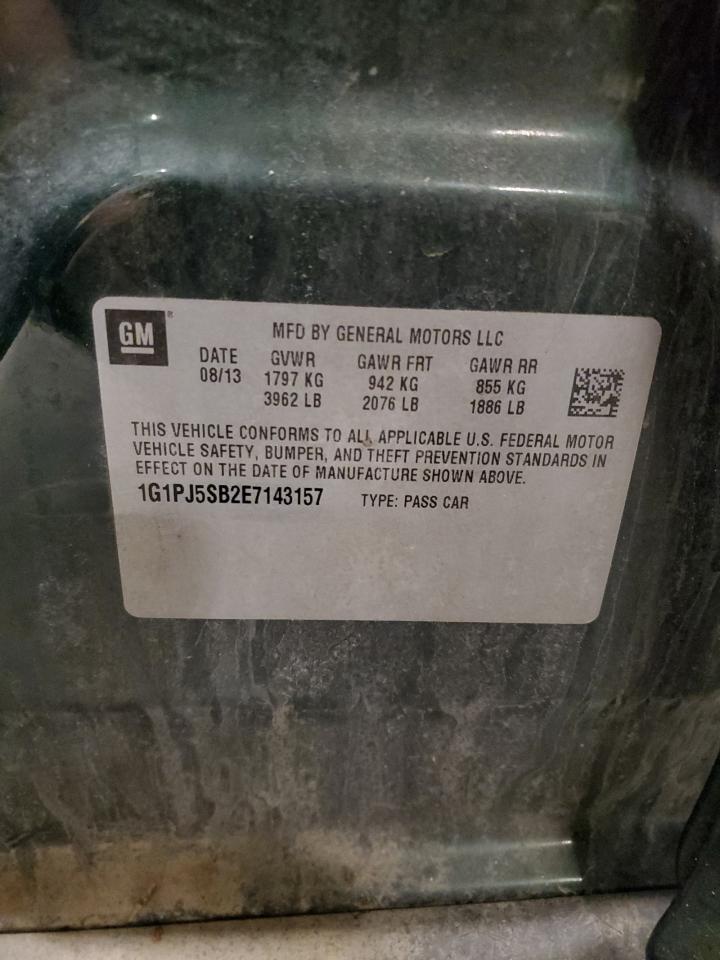 GM ®
MFD BY GENERAL MOTORS LLC
DATE GVWR GAWR FRT GAWR RR
08/13 1797 KG 942 KG 855 KG
3962 LB 2076 LB 1886 LB
THIS VEHICLE CONFORMS TO ALL APPLICABLE U.S. FEDERAL MOTOR
VEHICLE SAFETY, BUMPER, AND THEFT PREVENTION STANDARDS IN
EFFECT ON THE DATE OF MANUFACTURE SHOWN ABOVE.
1G1PJ5SB2E7143157 TYPE: PASS CAR